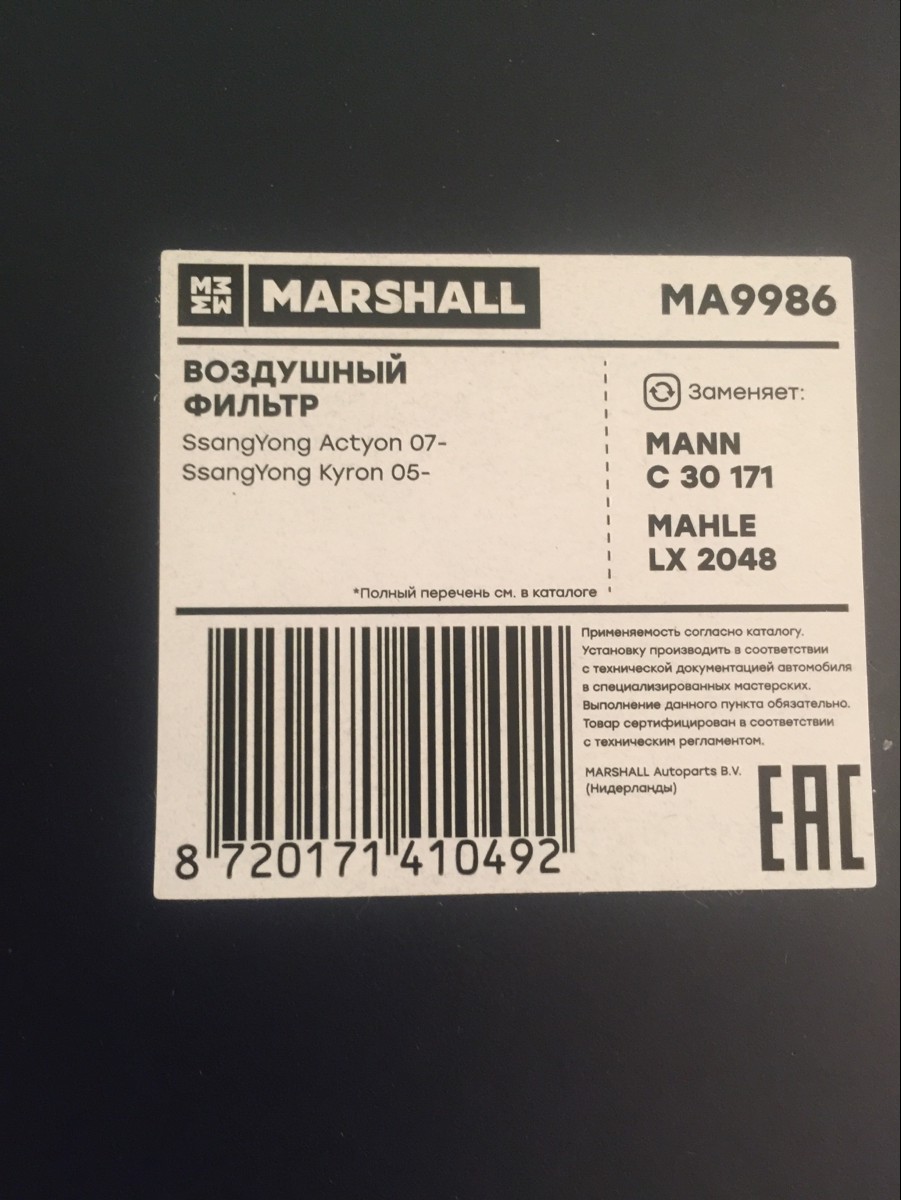 MARSHALL
MA9986
ВОЗДУШНЫЙ
ФИЛЬТР
SsangYong Actyon 07-
SsangYong Kyron 05-
*Полный перечень см. в каталоге
Заменяет:
MANN
C 30 171
MAHLE
LX 2048
8 720171 410492
Применяемость согласно каталогу.
Установку производить в соответствии
с технической документацией автомобиля
в специализированных мастерских.
Выполнение данного пункта обязательно.
Товар сертифицирован в соответствии
с техническим регламентом.
MARSHALL Autoparts B.V.
(Нидерланды)
EAC